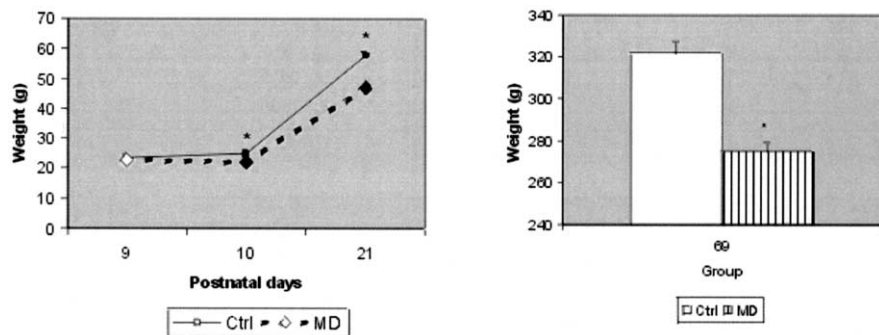 Weight (g)
70
60
50
40
30
20
10
0
*
*
9 10 21
Postnatal days
Ctrl MD
Weight (g)
340
320
300
280
260
240
*
69
Group
Ctrl MD